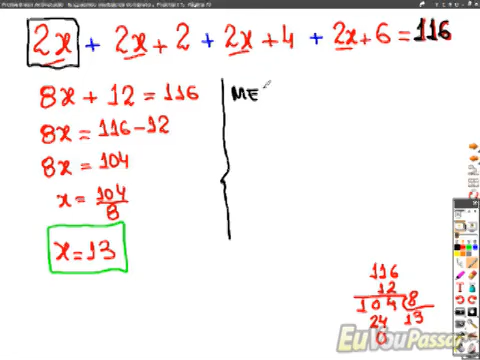 2x + 2x + 2 + 2x + 4 + 2x + 6 = 116
8x + 12 = 116
8x = 116 - 12
8x = 104
x = 104/8
x = 13
ME
116
12
104 8
24 13
0
EuVouPassar